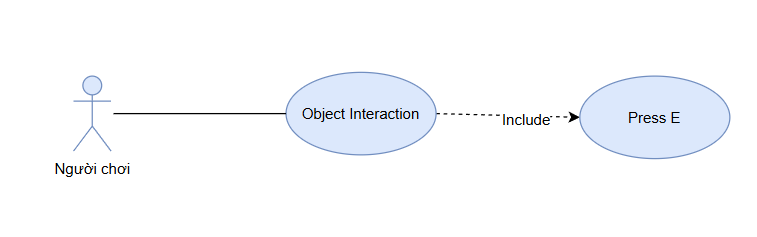 Object Interaction
Include
Press E
Người chơi